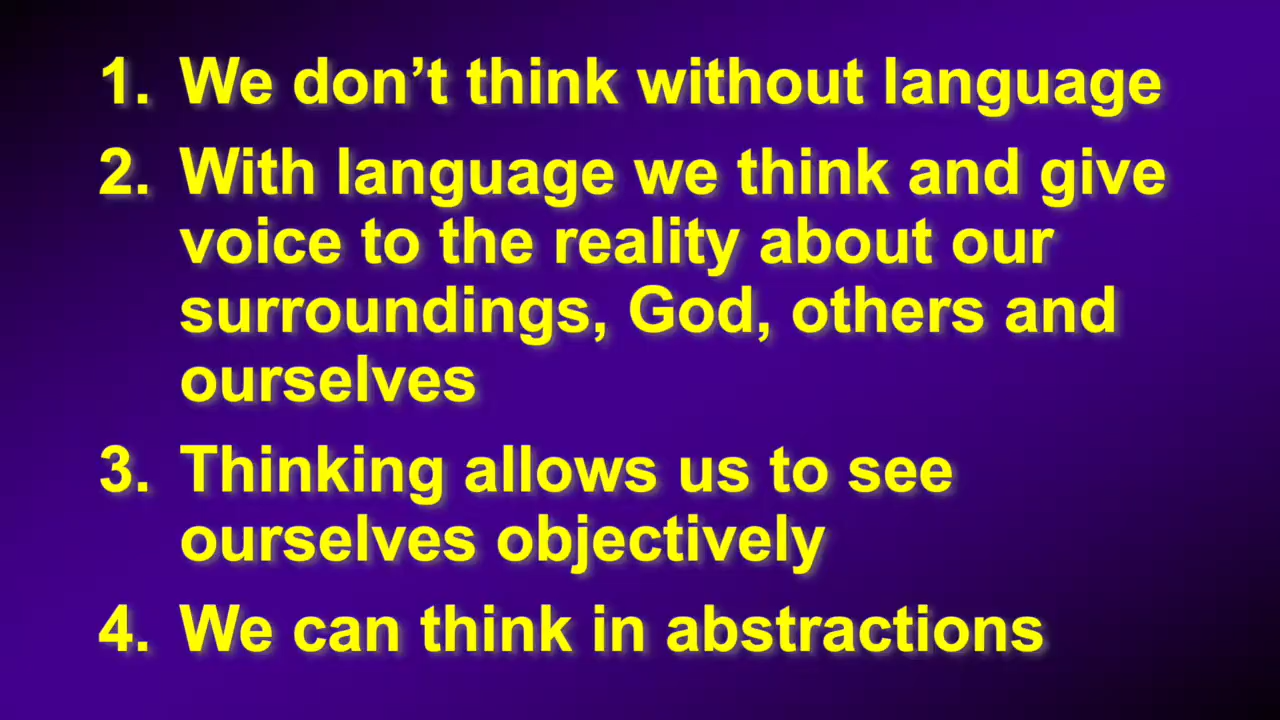 1. We don’t think without language
2. With language we think and give
voice to the reality about our
surroundings, God, others and
ourselves
3. Thinking allows us to see
ourselves objectively
4. We can think in abstractions